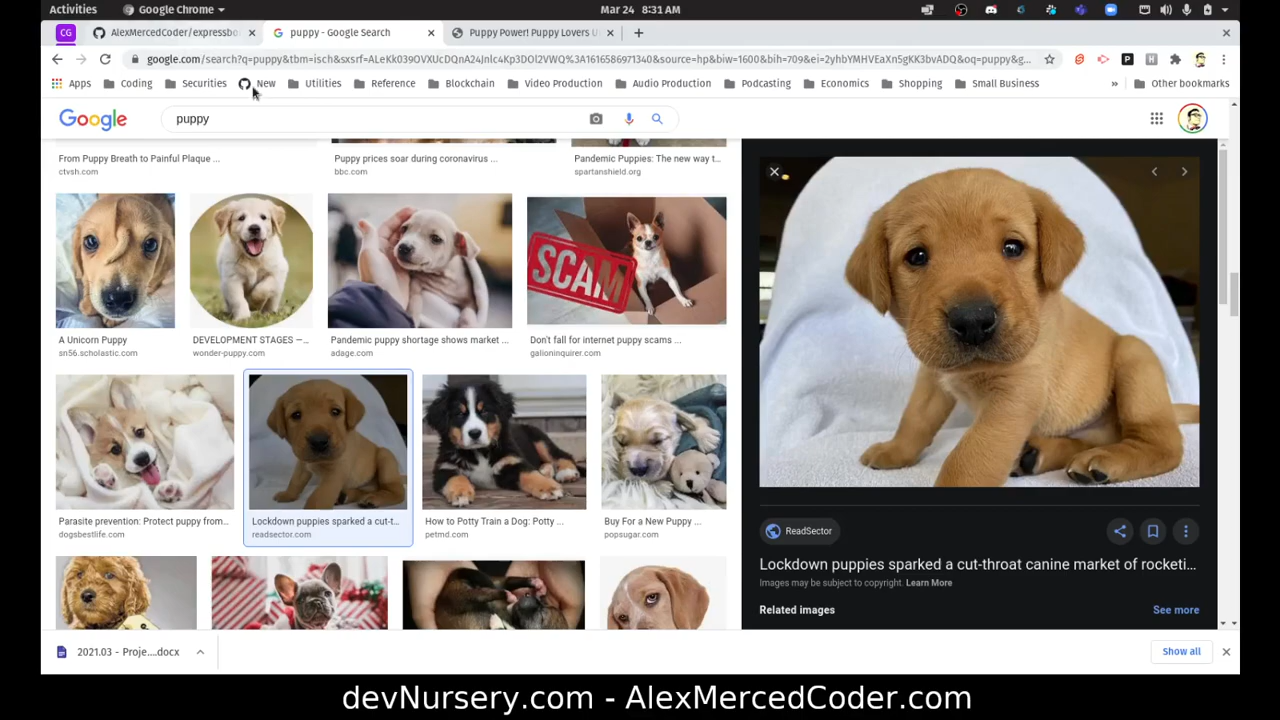 Activities Google Chrome Mar 24 8:31 AM
CG AlexMercedCoder/expressbo puppy - Google Search Puppy Power! Puppy Lovers U
google.com/search?q=puppy&tbm=isch&sxsrf=ALeKk039OVXUcDQnA24Jnlc4Kp3DOl2VWQ%3A1616586971340&source=hp&biw=1600&bih=709&ei=2yhbYMHVEaXn5gKK3bvADQ&oq=puppy&g...
Apps Coding Securities New Utilities Reference Blockchain Video Production Audio Production Podcasting Economics Shopping Small Business » Other bookmarks
Google puppy
From Puppy Breath to Painful Plaque ... Puppy prices soar during coronavirus ... Pandemic Puppies: The new way t...
ctvsh.com bbc.com spartanshield.org
SCAM
A Unicorn Puppy DEVELOPMENT STAGES —... Pandemic puppy shortage shows market ... Don't fall for internet puppy scams ...
sn56.scholastic.com wonder-puppy.com adage.com galioninquirer.com
Parasite prevention: Protect puppy from... Lockdown puppies sparked a cut-t... How to Potty Train a Dog: Potty ... Buy For a New Puppy ...
dogsbestlife.com readsector.com petmd.com popsugar.com
ReadSector
Lockdown puppies sparked a cut-throat canine market of rocketi...
Images may be subject to copyright. Learn More
Related images See more
2021.03 - Proje....docx Show all
devNursery.com - AlexMercedCoder.com